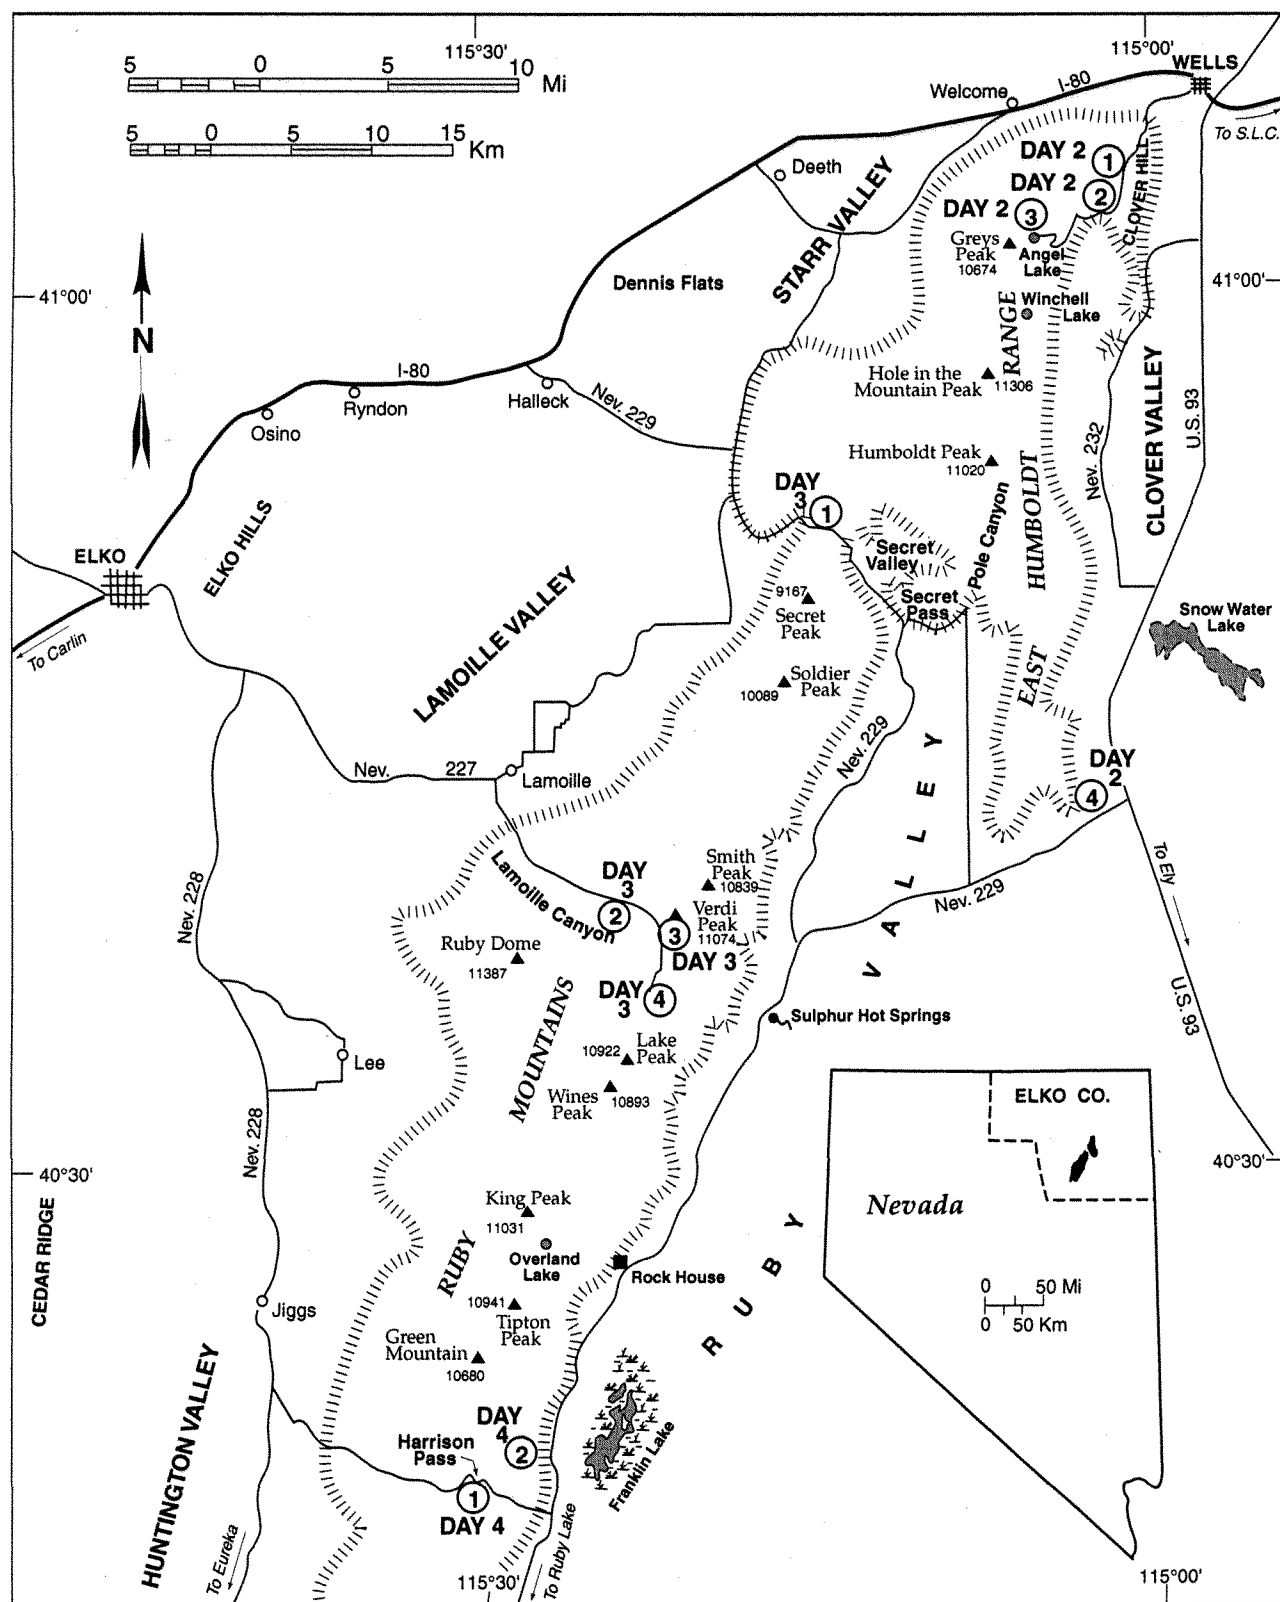 115°30'
115°00'
WELLS
5 0 5 10 Mi
5 0 5 10 15 Km
Welcome
I-80
To S.L.C.
Deeth
DAY 2 1
DAY 2 2
DAY 2 3
CLOVER HILL
STARR VALLEY
Greys
Peak
10674
Angel
Lake
41°00'
41°00'
Dennis Flats
Winchell
Lake
N
RANGE
I-80
Ryndon
Halleck
Nev. 229
Hole in the
Mountain Peak
11306
Osino
CLOVER VALLEY
U.S. 93
Nev. 232
Humboldt Peak
11020
DAY
3
1
ELKO HILLS
ELKO
Secret
Valley
Pole Canyon
HUMBOLDT
Secret
Pass
9167
Secret
Peak
Snow Water
Lake
To Carlin
LAMOILLE VALLEY
EAST
Soldier
Peak
10089
Nev. 229
Nev. 227
Lamoille
DAY
2
4
To Ely
Smith
Peak
10839
DAY
3
2
Lamoille Canyon
Verdi
Peak
11074
3
DAY 3
Nev. 229
Nev. 228
Ruby Dome
11387
VALLEY
DAY
3
4
U.S. 93
MOUNTAINS
Sulphur Hot Springs
Lee
10922
Lake
Peak
Wines
Peak
10893
ELKO CO.
Nev. 228
40°30'
40°30'
King Peak
11031
Nevada
CEDAR RIDGE
RUBY
Overland
Lake
Rock House
RUBY
0 50 Mi
0 50 Km
Jiggs
10941
Tipton
Peak
Green
Mountain
10680
HUNTINGTON VALLEY
DAY
4
2
Harrison
Pass
Franklin Lake
1
DAY 4
To Eureka
To Ruby Lake
115°30'
115°00'